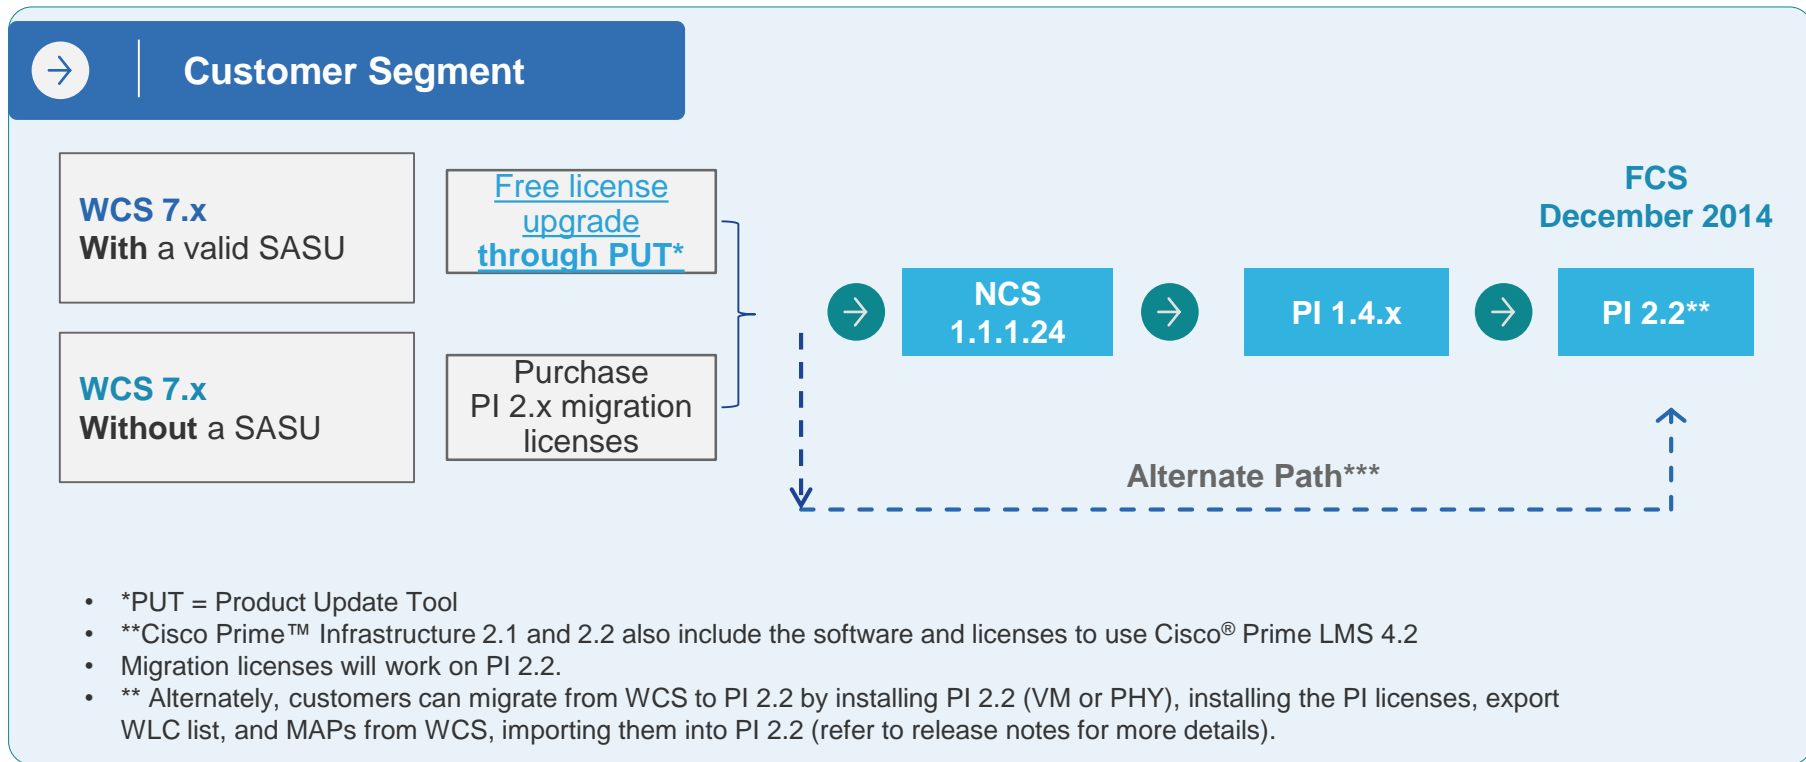 Customer Segment
WCS 7.x
With a valid SASU
Free license
upgrade
through PUT*
WCS 7.x
Without a SASU
Purchase
PI 2.x migration
licenses
NCS
1.1.1.24
PI 1.4.x
FCS
December 2014
PI 2.2**
Alternate Path***
• *PUT = Product Update Tool
• **Cisco Prime™ Infrastructure 2.1 and 2.2 also include the software and licenses to use Cisco® Prime LMS 4.2
• Migration licenses will work on PI 2.2.
• ** Alternately, customers can migrate from WCS to PI 2.2 by installing PI 2.2 (VM or PHY), installing the PI licenses, export
WLC list, and MAPs from WCS, importing them into PI 2.2 (refer to release notes for more details).